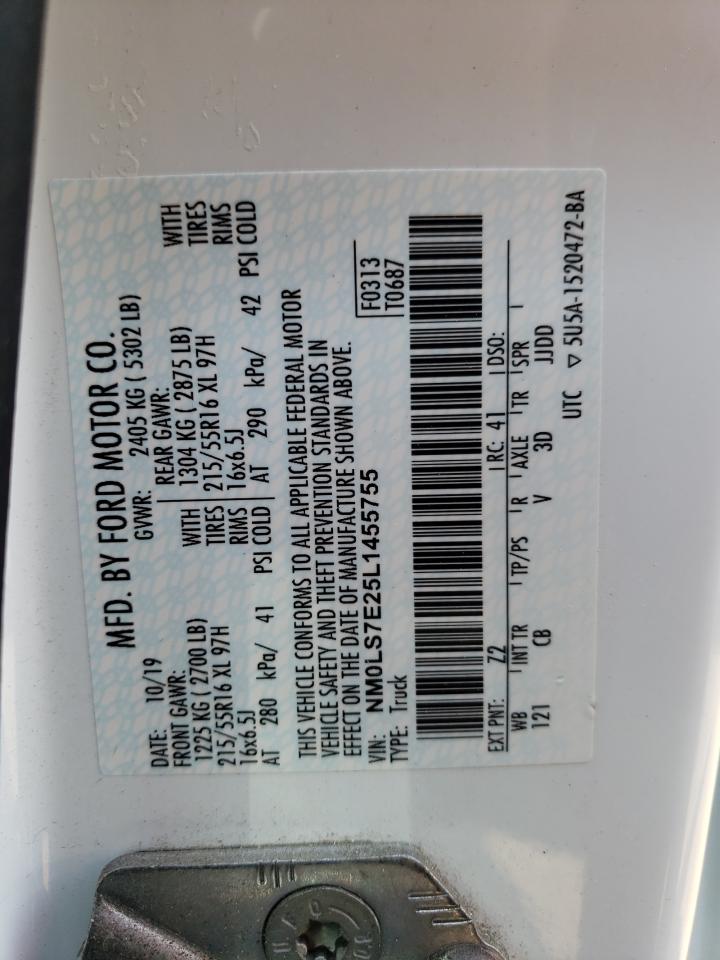 MFD. BY FORD MOTOR CO.
DATE: 10/19 GVWR: 2405 KG ( 5302 LB)
FRONT GAWR: REAR GAWR:
1225 KG ( 2700 LB) WITH 1304 KG ( 2875 LB) WITH
215/55R16 XL 97H TIRES 215/55R16 XL 97H TIRES
16x6.5J RIMS 16x6.5J RIMS
AT 280 kPa/ 41 PSI COLD AT 290 kPa/ 42 PSI COLD
THIS VEHICLE CONFORMS TO ALL APPLICABLE FEDERAL MOTOR
VEHICLE SAFETY AND THEFT PREVENTION STANDARDS IN
EFFECT ON THE DATE OF MANUFACTURE SHOWN ABOVE.
VIN: NM0LS7E25L1455755 F0313
TYPE: Truck T0687
EXT PNT: Z2 RC: 41 DSO:
WB INT TR TP/PS R AXLE TR SPR
121 CB V 3D JJDD
UTC ▽ 5U5A-1520472-BA